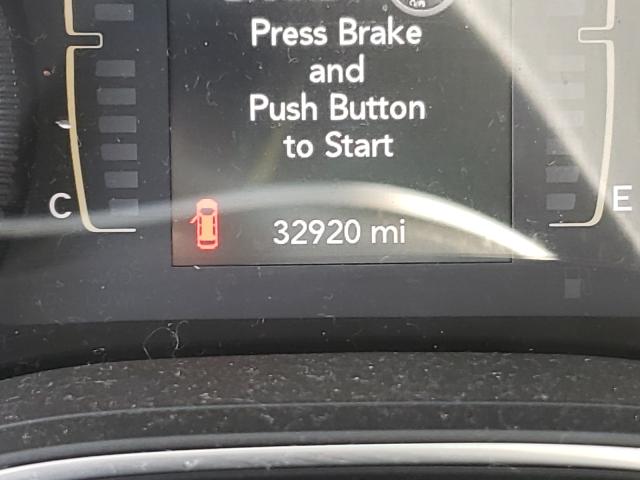 Press Brake
and
Push Button
to Start
C
E
32920 mi